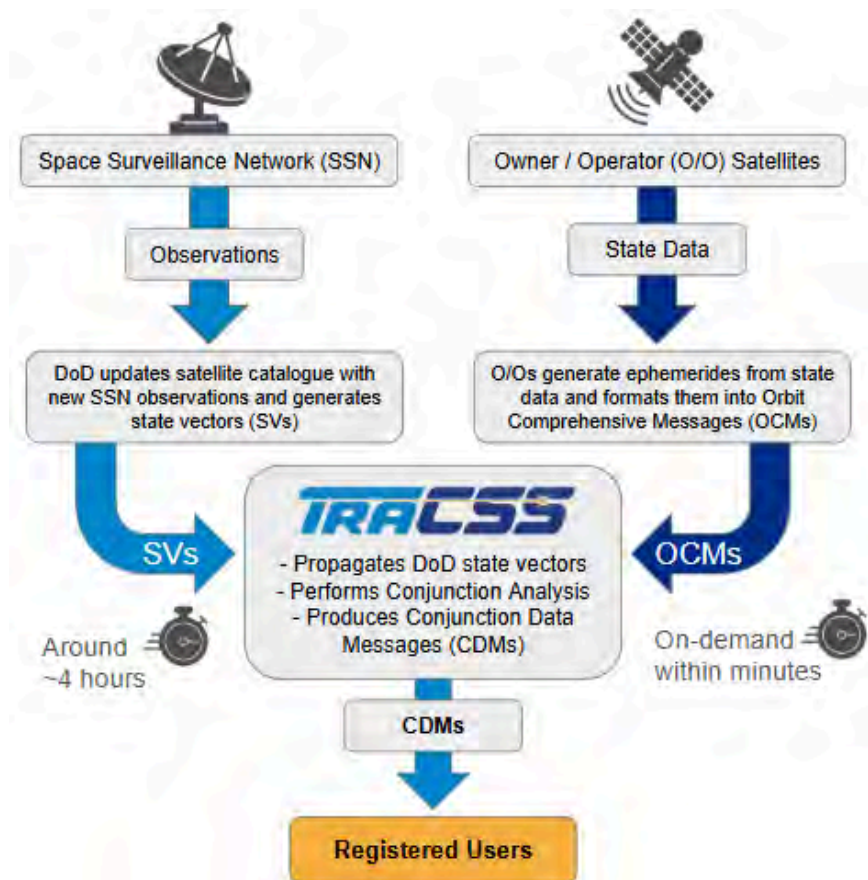 Space Surveillance Network (SSN)
Owner / Operator (O/O) Satellites
Observations
State Data
DoD updates satellite catalogue with
new SSN observations and generates
state vectors (SVs)
O/Os generate ephemerides from state
data and formats them into Orbit
Comprehensive Messages (OCMs)
SVs
OCMs
TRACSS
- Propagates DoD state vectors
- Performs Conjunction Analysis
- Produces Conjunction Data
Messages (CDMs)
Around
~4 hours
On-demand
within minutes
CDMs
Registered Users